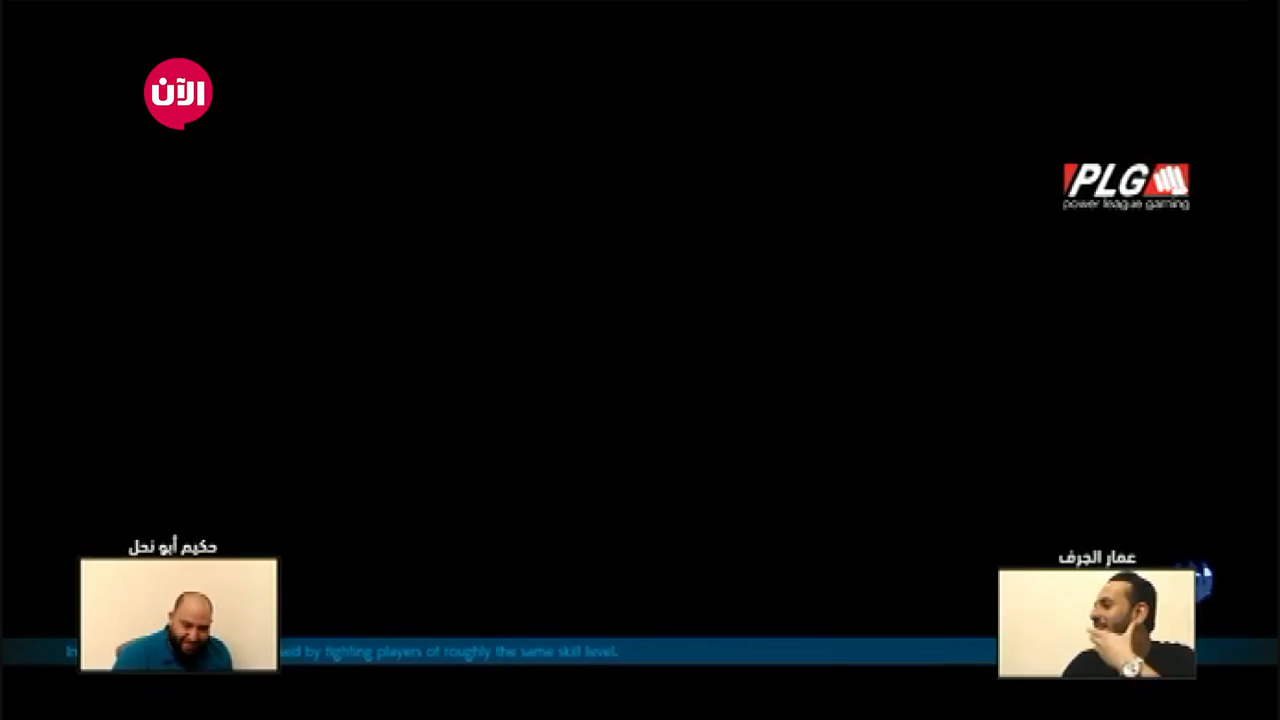 الآن
PLG
power league gaming
حكيم أبو نحل
عمار الجرف
In
by fighting players of roughly the same skill level.